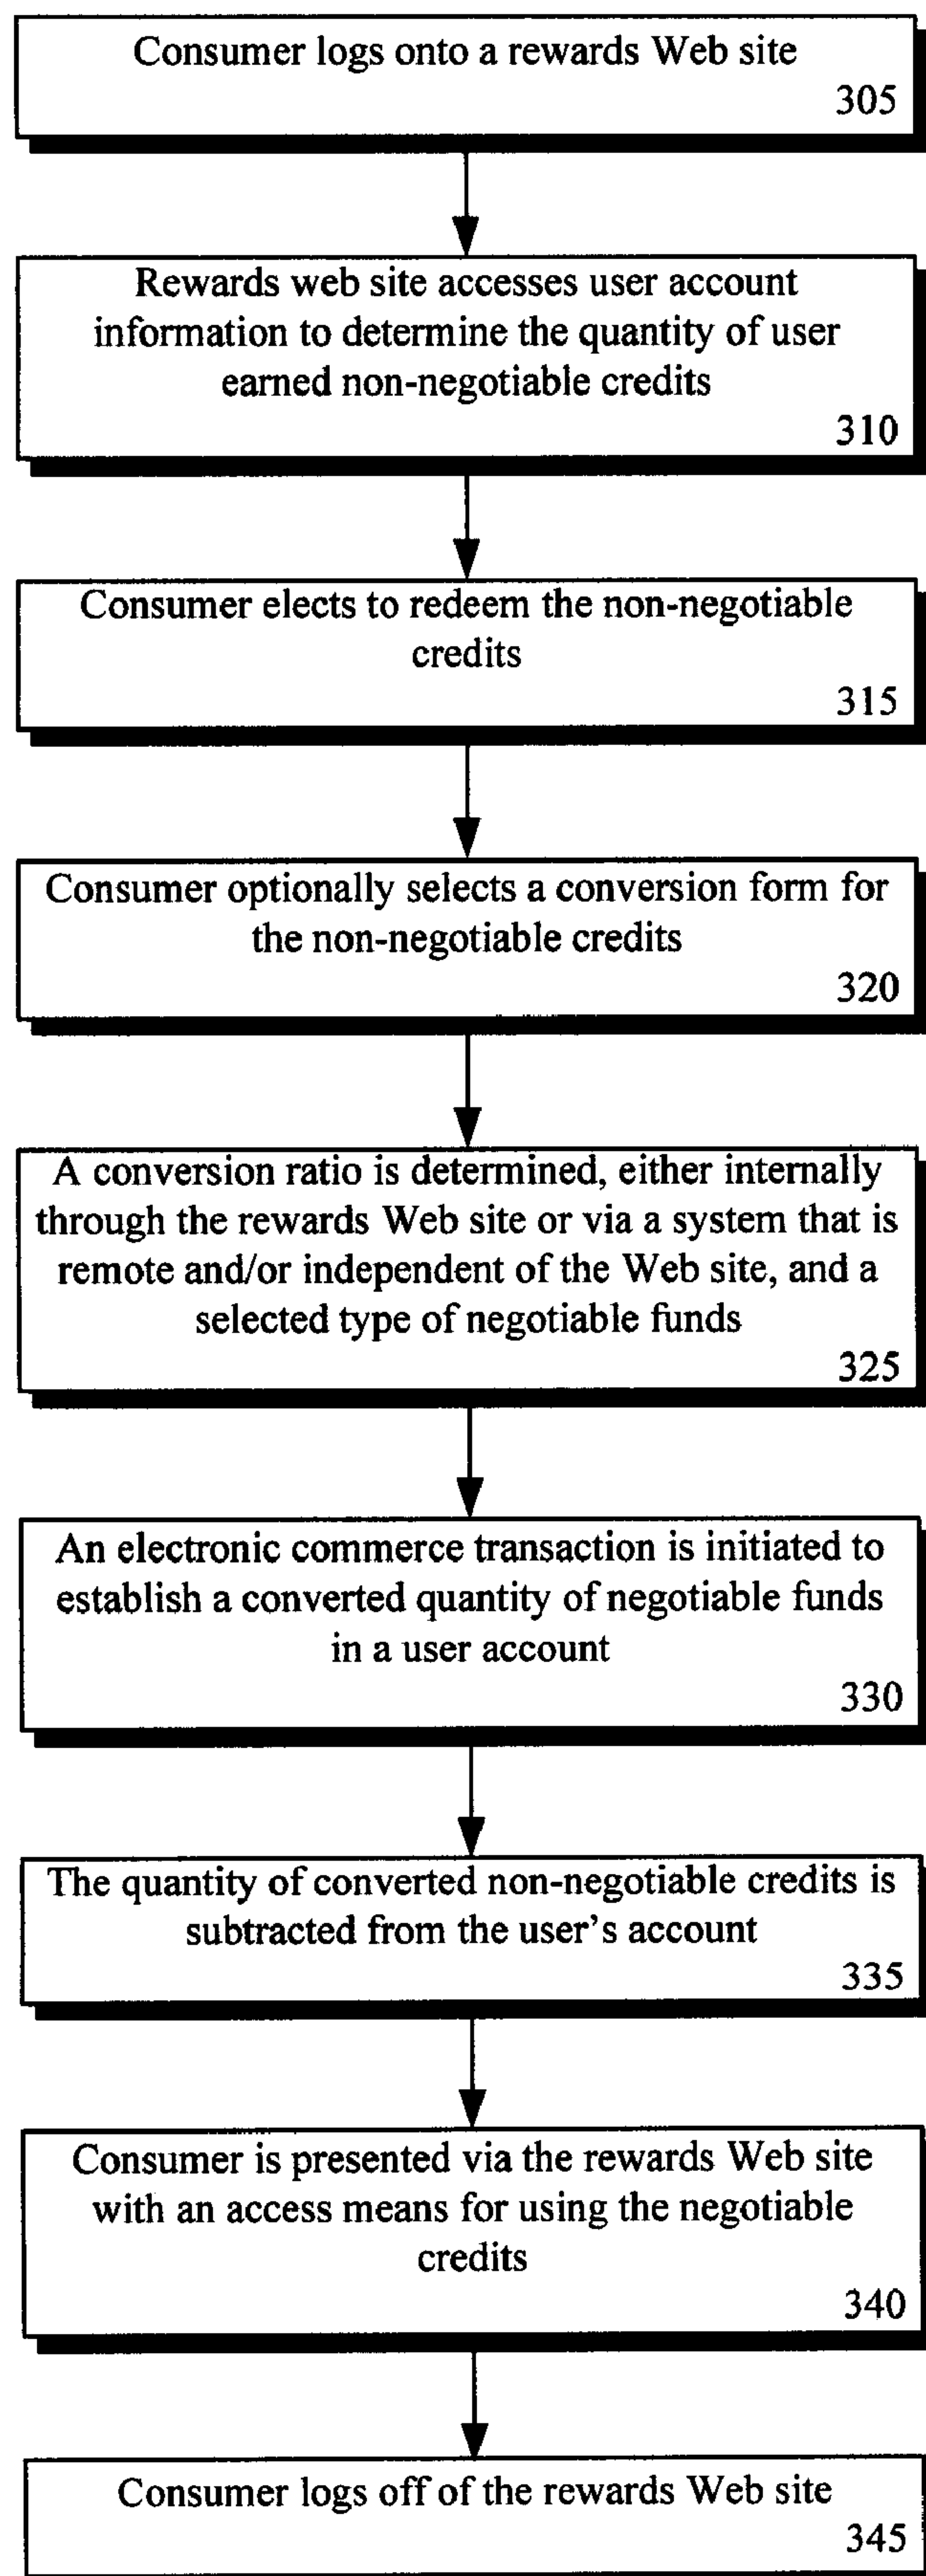 Consumer logs onto a rewards Web site
305
Rewards web site accesses user account
information to determine the quantity of user
earned non-negotiable credits
310
Consumer elects to redeem the non-negotiable
credits
315
Consumer optionally selects a conversion form for
the non-negotiable credits
320
A conversion ratio is determined, either internally
through the rewards Web site or via a system that is
remote and/or independent of the Web site, and a
selected type of negotiable funds
325
An electronic commerce transaction is initiated to
establish a converted quantity of negotiable funds
in a user account
330
The quantity of converted non-negotiable credits is
subtracted from the user's account
335
Consumer is presented via the rewards Web site
with an access means for using the negotiable
credits
340
Consumer logs off of the rewards Web site
345